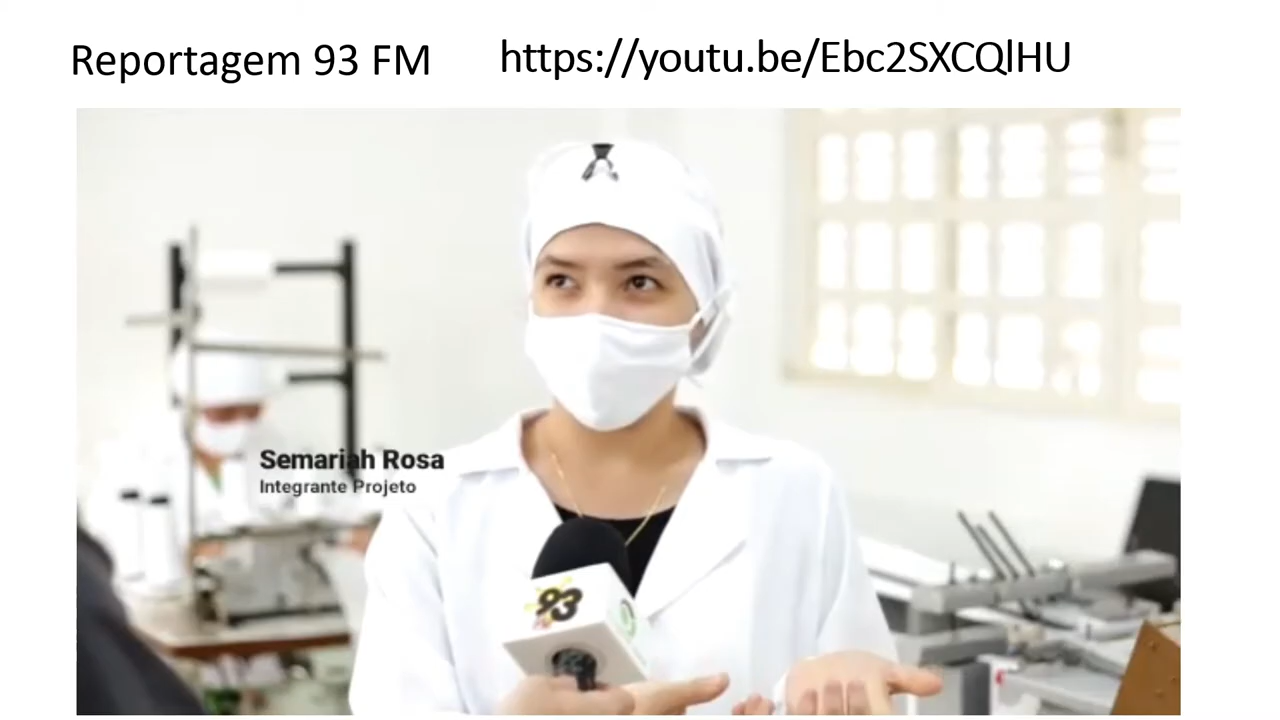 Reportagem 93 FM
https://youtu.be/Ebc2SXCQlHU
Semariah Rosa
Integrante Projeto
93